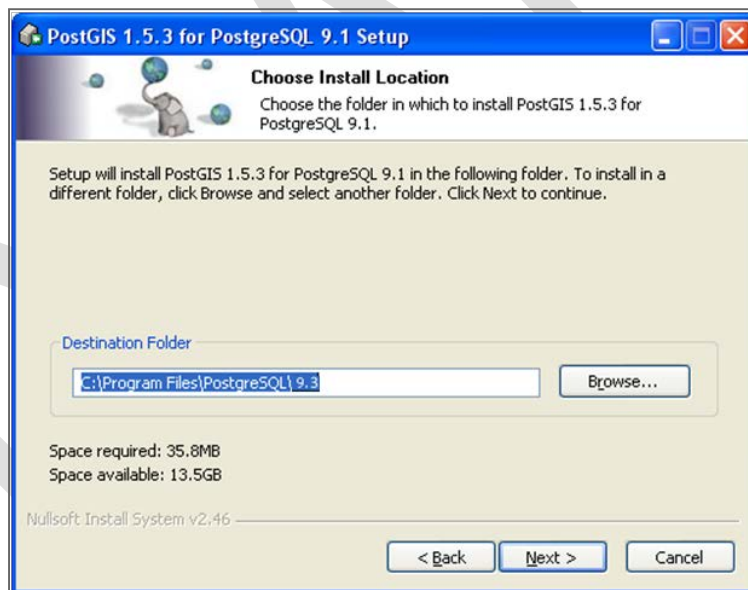 PostGIS 1.5.3 for PostgreSQL 9.1 Setup
Choose Install Location
Choose the folder in which to install PostGIS 1.5.3 for
PostgreSQL 9.1.
Setup will install PostGIS 1.5.3 for PostgreSQL 9.1 in the following folder. To install in a
different folder, click Browse and select another folder. Click Next to continue.
Destination Folder
C:\Program Files\PostgreSQL\ 9.3
Browse...
Space required: 35.8MB
Space available: 13.5GB
Nullsoft Install System v2.46
< Back
Next >
Cancel